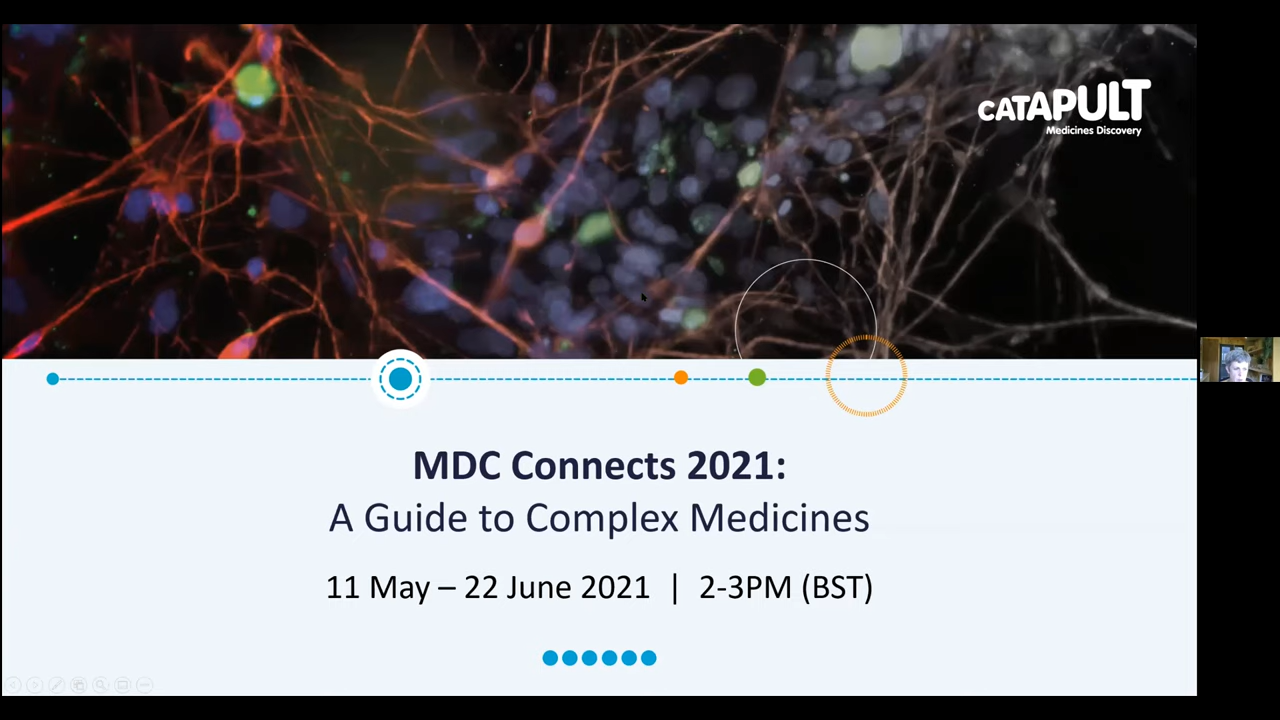 CATAPULT
Medicines Discovery
MDC Connects 2021:
A Guide to Complex Medicines
11 May – 22 June 2021 | 2-3PM (BST)